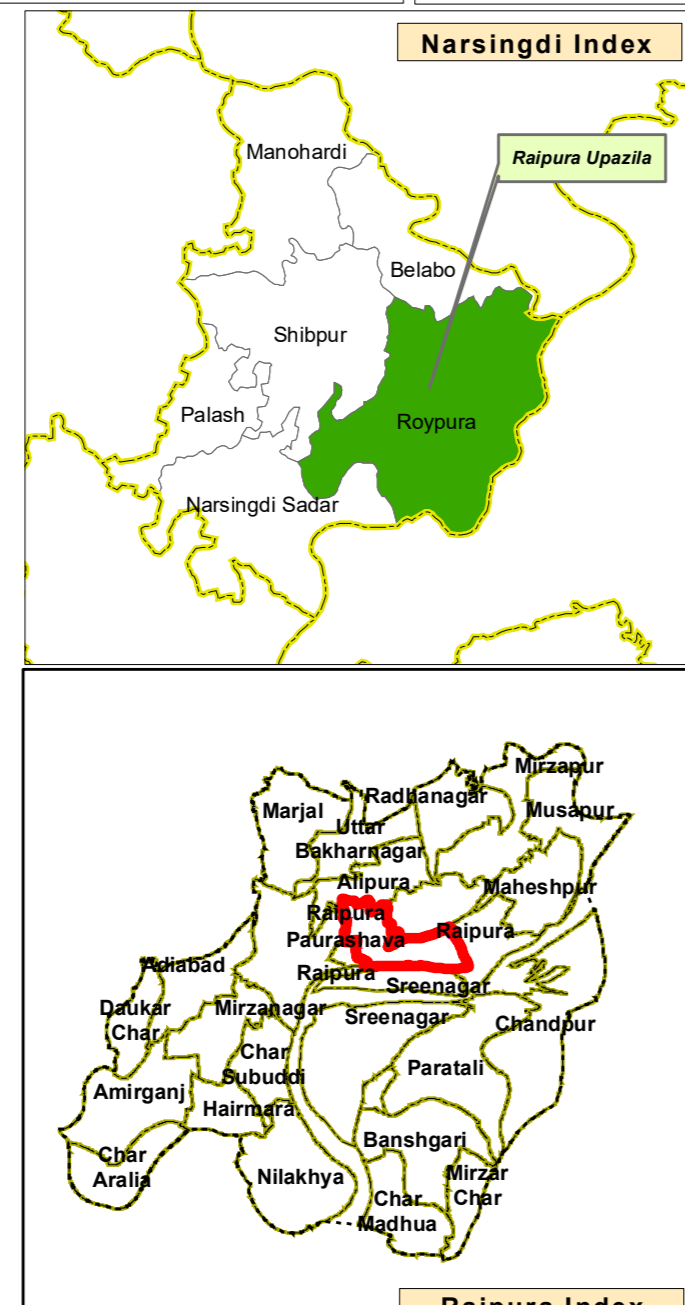 Narsingdi Index
Manohardi
Raipura Upazila
Belabo
Shibpur
Palash
Roypura
Narsingdi Sadar
Mirzapur
Radhanagar
Marjal
Musapur
Uttar
Bakharnagar
Alipura
Maheshpur
Raipura
Paurashava
Raipura
Adiabad
Raipura
Sreenagar
Daukar
Char
Mirzanagar
Sreenagar
Chandpur
Char
Subuddi
Paratali
Amirganj
Hairmara
Banshgari
Char
Aralia
Nilakhya
Mirzar
Char
Char
Madhua
Raipura Index